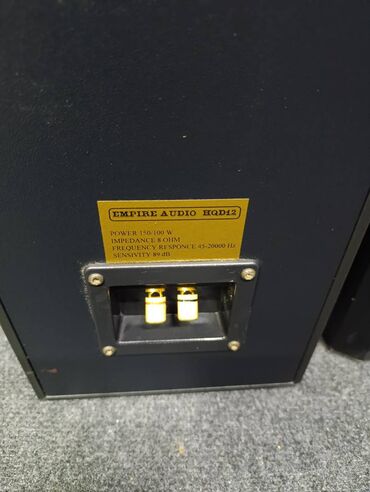 EMPIRE AUDIO HQD12
POWER 150/100 W
IMPEDANCE 8 OHM
FREQUENCY RESPONCE 45-20000 Hz
SENSIVITY 89 dB